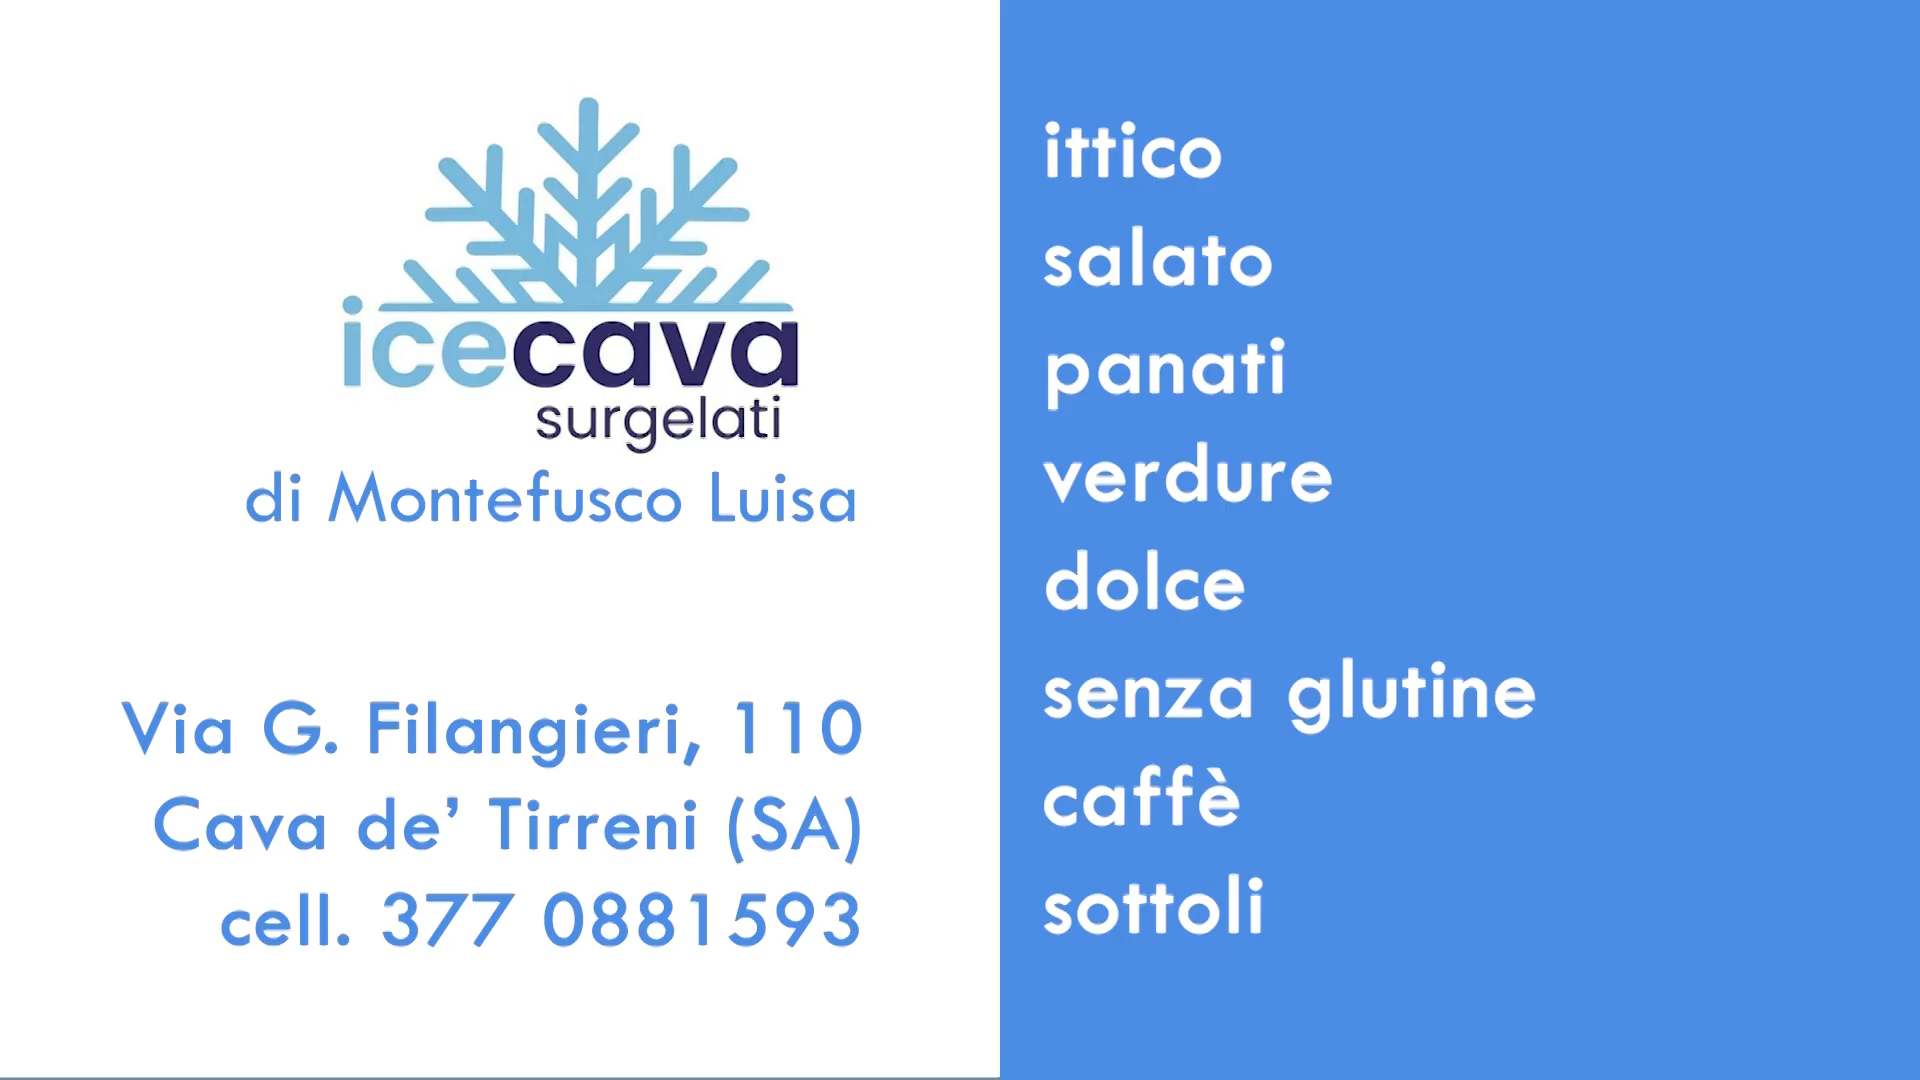 icecava
surgelati
di Montefusco Luisa
Via G. Filangieri, 110
Cava de’ Tirreni (SA)
cell. 377 0881593
ittico
salato
panati
verdure
dolce
senza glutine
caffè
sottoli